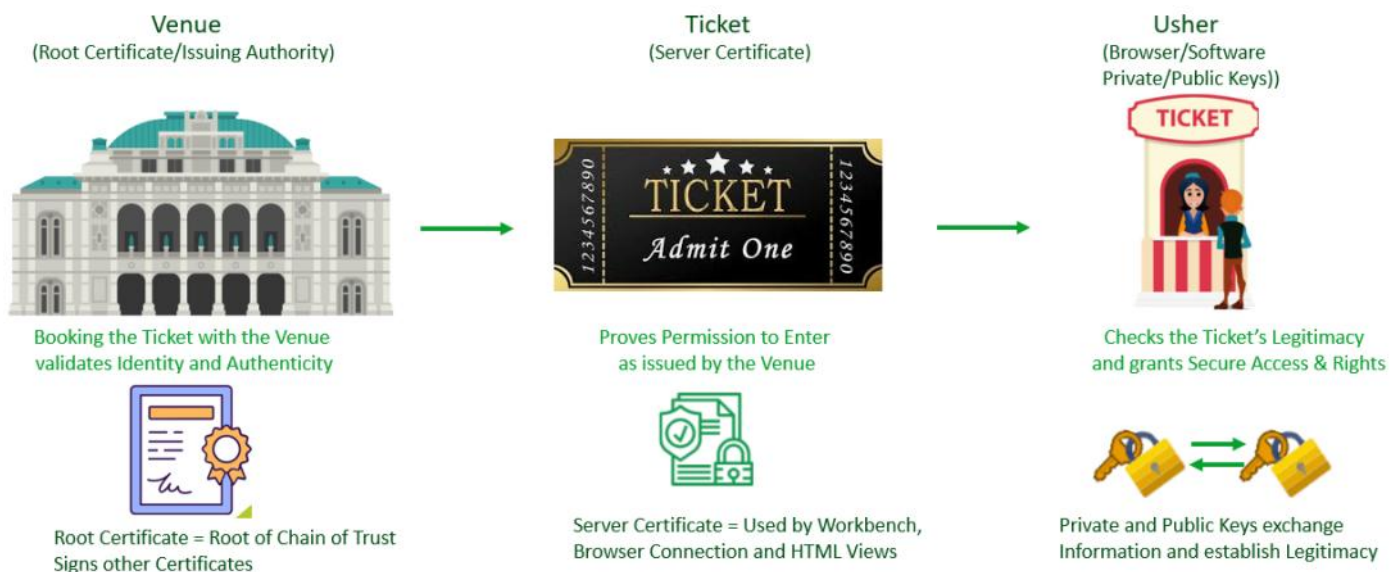 Venue
(Root Certificate/Issuing Authority)
Ticket
(Server Certificate)
Usher
(Browser/Software
Private/Public Keys))
1234567890
TICKET
Admit One
1234567890
TICKET
Booking the Ticket with the Venue
validates Identity and Authenticity
Proves Permission to Enter
as issued by the Venue
Checks the Ticket's Legitimacy
and grants Secure Access & Rights
Root Certificate = Root of Chain of Trust
Signs other Certificates
Server Certificate = Used by Workbench,
Browser Connection and HTML Views
Private and Public Keys exchange
Information and establish Legitimacy